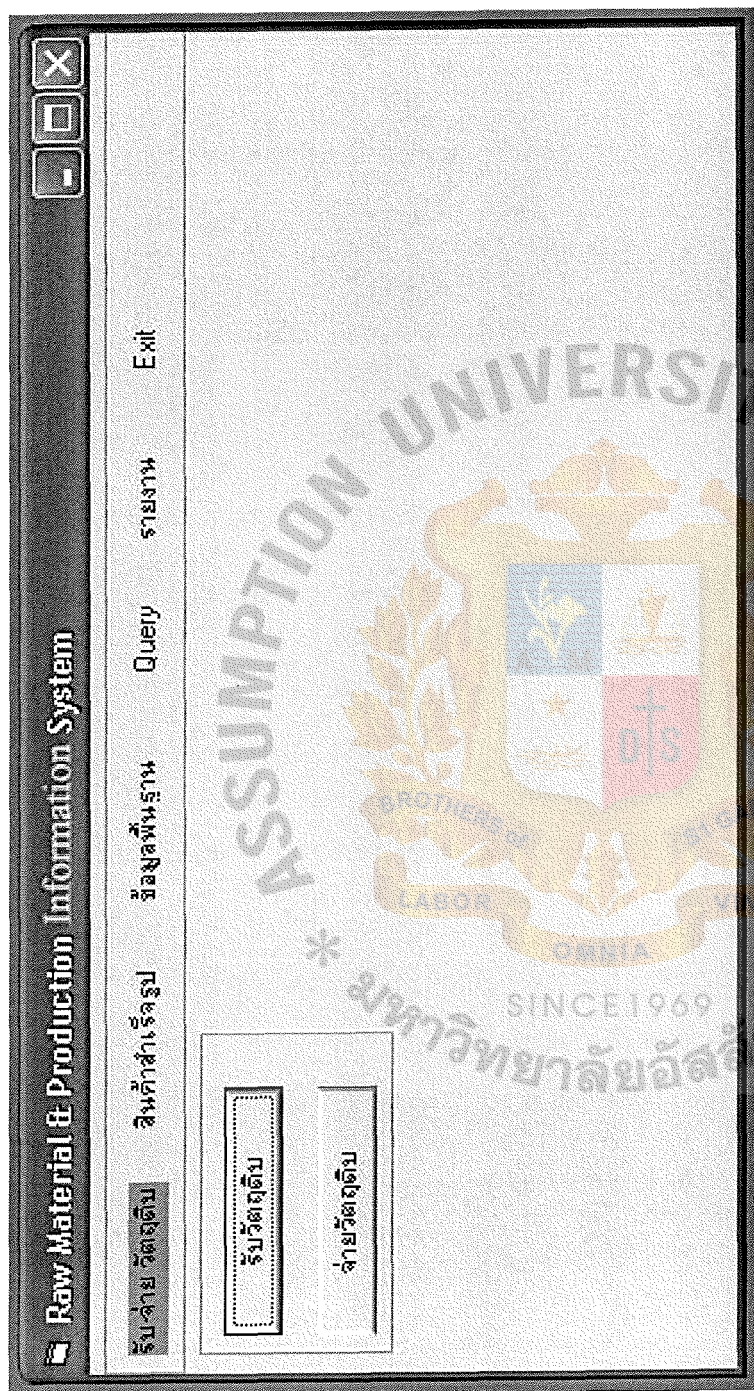 Raw Material & Production Information System
รับ-จ่าย วัตถุดิบ สินค้าสำเร็จรูป ข้อมูลพื้นฐาน Query รายงาน Exit
รับวัตถุดิบ
จ่ายวัตถุดิบ
ASSUMPTION UNIVERSI
A M
D S
BROTHERS of ST GA
LABOR
OMNIA
SINCE1969
* มหาวิทยาลัยอัสสั